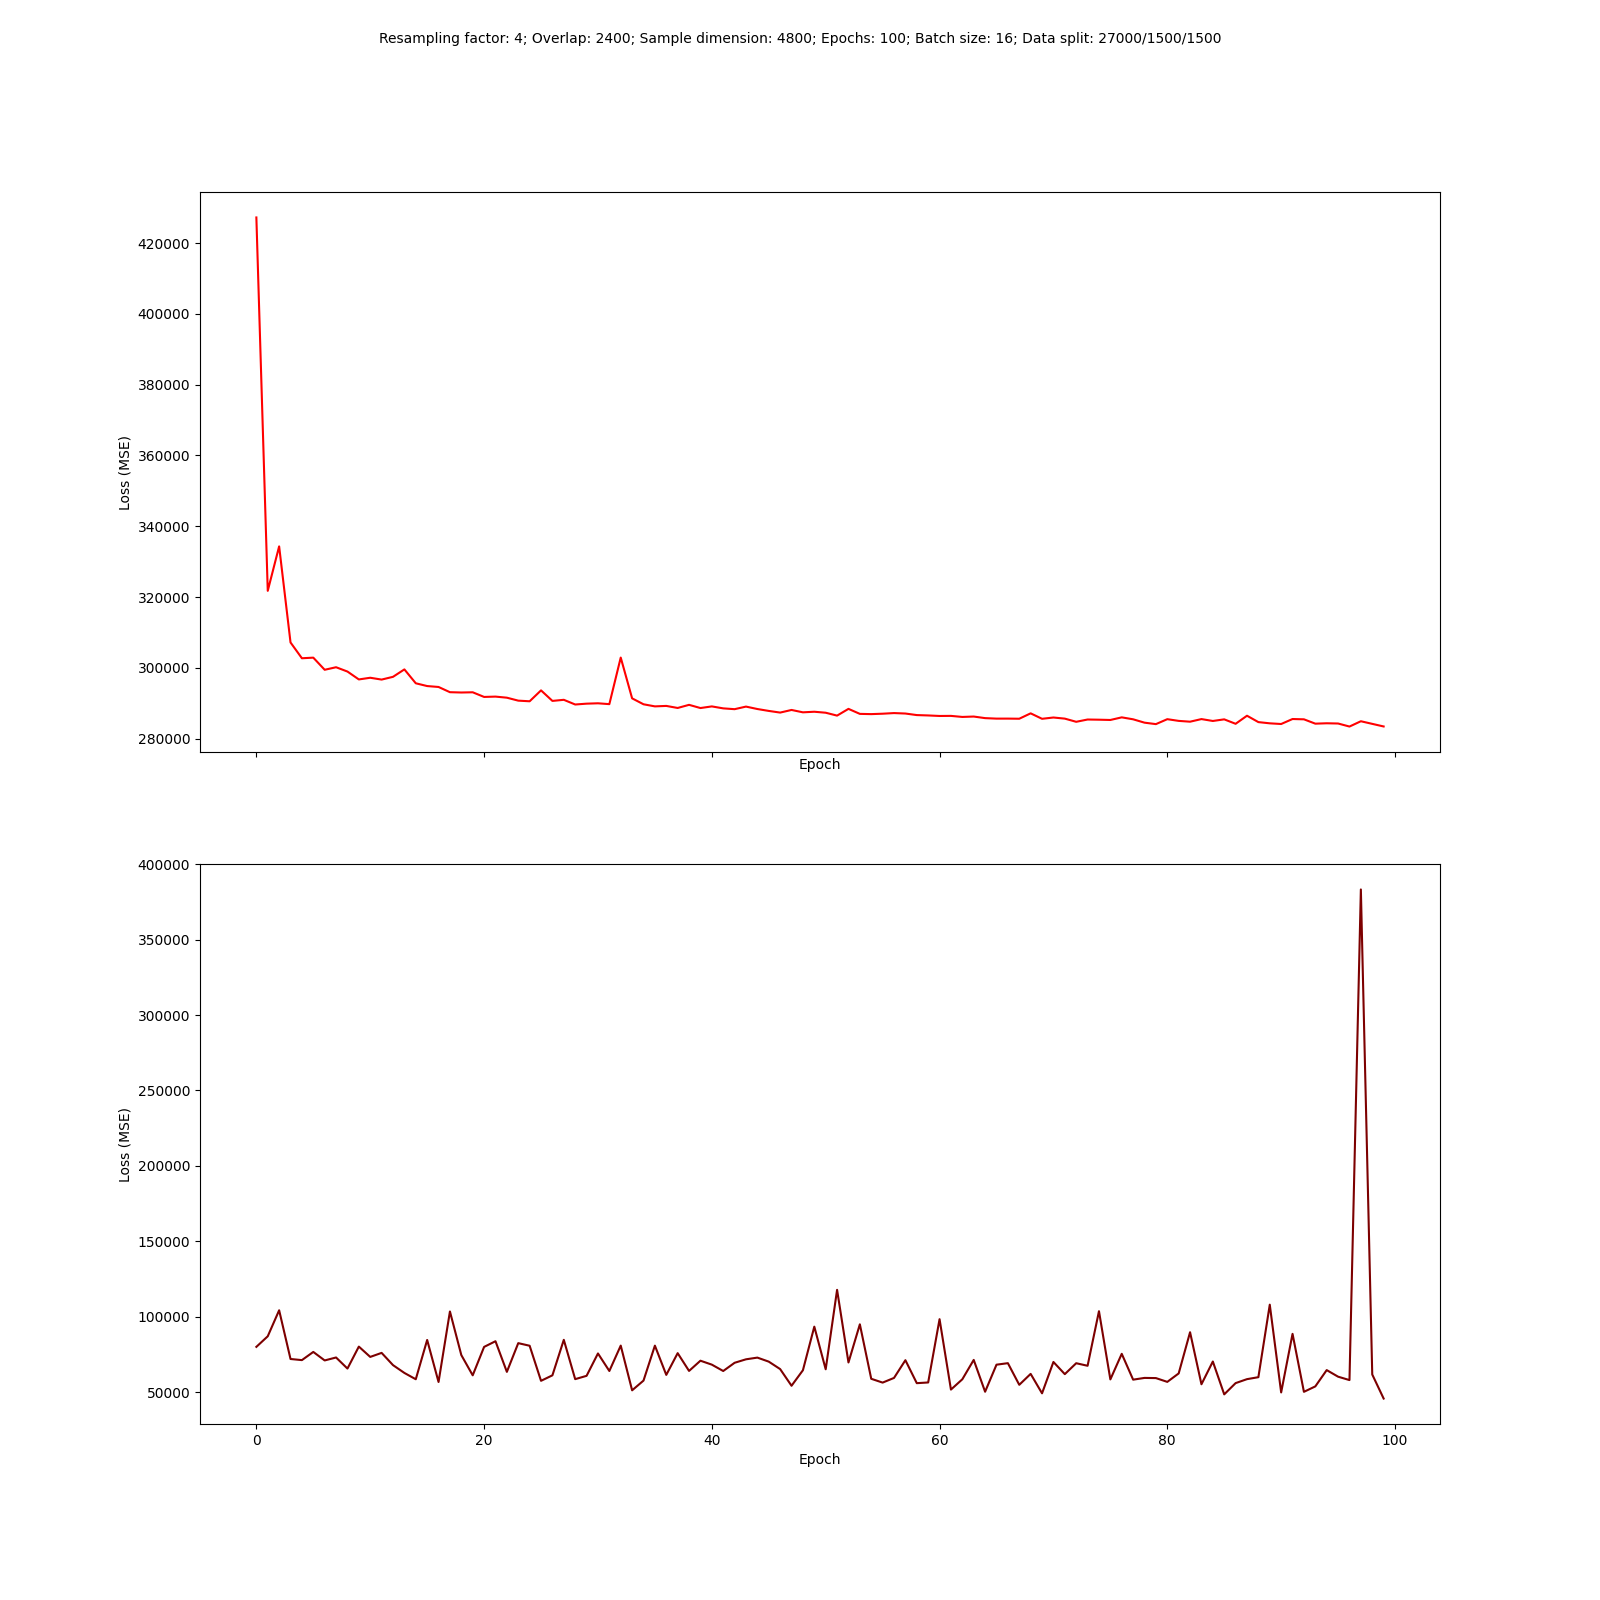 Resampling factor: 4; Overlap: 2400; Sample dimension: 4800; Epochs: 100; Batch size: 16; Data split: 27000/1500/1500
420000
400000
380000
360000
340000
320000
300000
280000
Loss (MSE)
Epoch
400000
350000
300000
250000
200000
150000
100000
50000
Loss (MSE)
0 20 40 60 80 100
Epoch